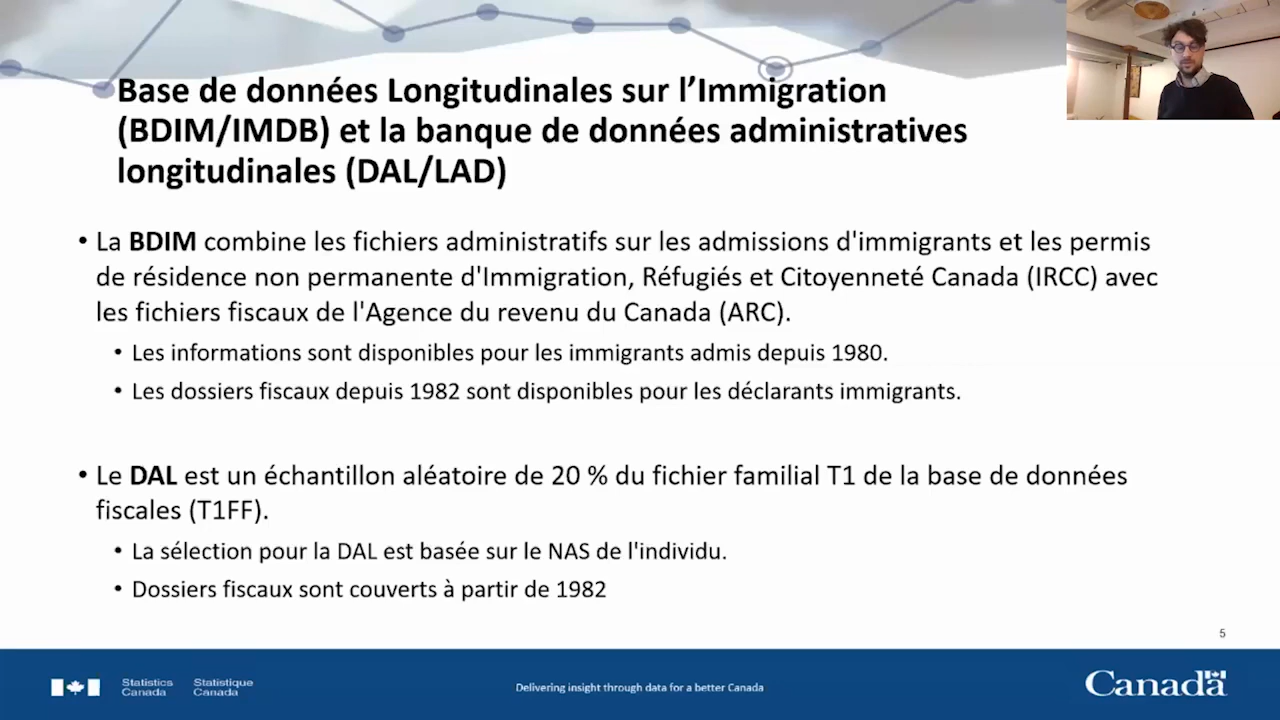 Base de données Longitudinales sur l’Immigration
(BDIM/IMDB) et la banque de données administratives
longitudinales (DAL/LAD)
• La BDIM combine les fichiers administratifs sur les admissions d'immigrants et les permis
de résidence non permanente d'Immigration, Réfugiés et Citoyenneté Canada (IRCC) avec
les fichiers fiscaux de l'Agence du revenu du Canada (ARC).
• Les informations sont disponibles pour les immigrants admis depuis 1980.
• Les dossiers fiscaux depuis 1982 sont disponibles pour les déclarants immigrants.
• Le DAL est un échantillon aléatoire de 20 % du fichier familial T1 de la base de données
fiscales (T1FF).
• La sélection pour la DAL est basée sur le NAS de l'individu.
• Dossiers fiscaux sont couverts à partir de 1982
5
Statistics Canada
Statistique Canada
Delivering insight through data for a better Canada
Canada